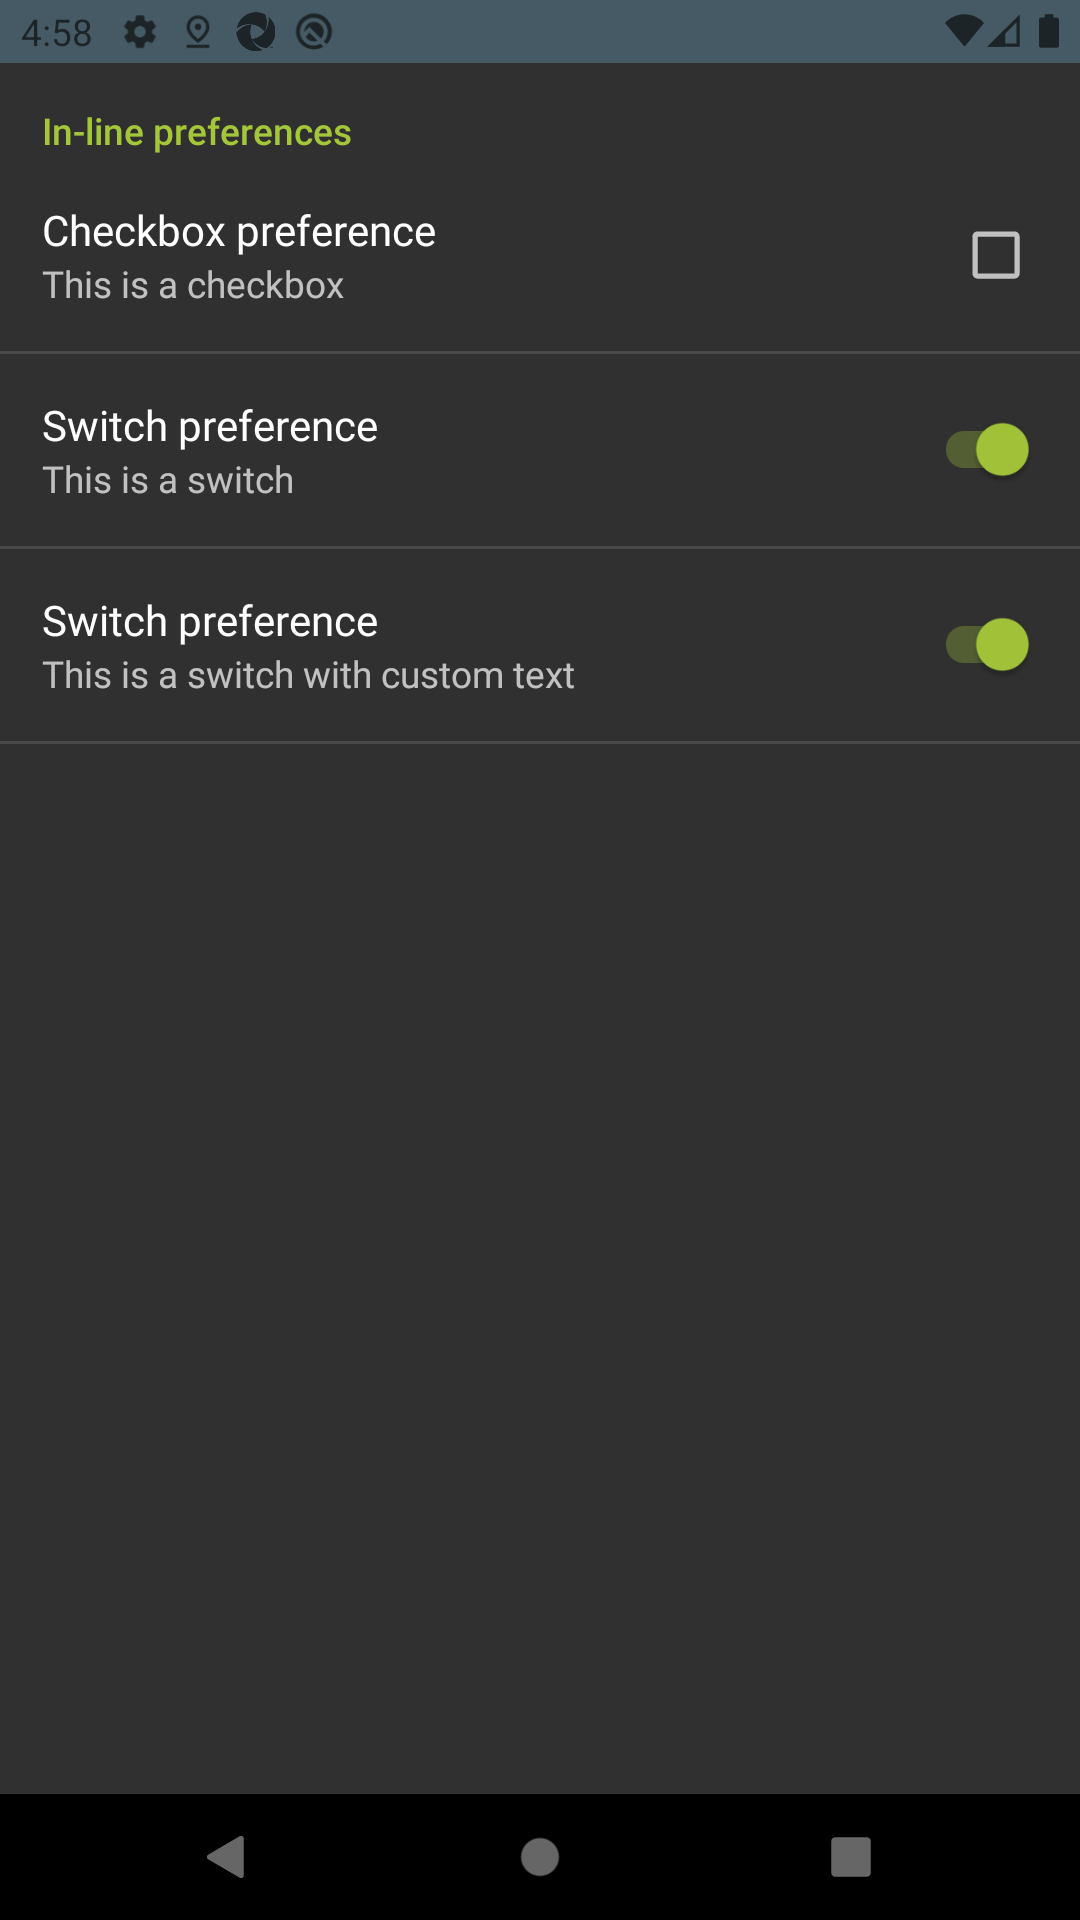 4:58
In-line preferences
Checkbox preference
This is a checkbox
Switch preference
This is a switch
Switch preference
This is a switch with custom text